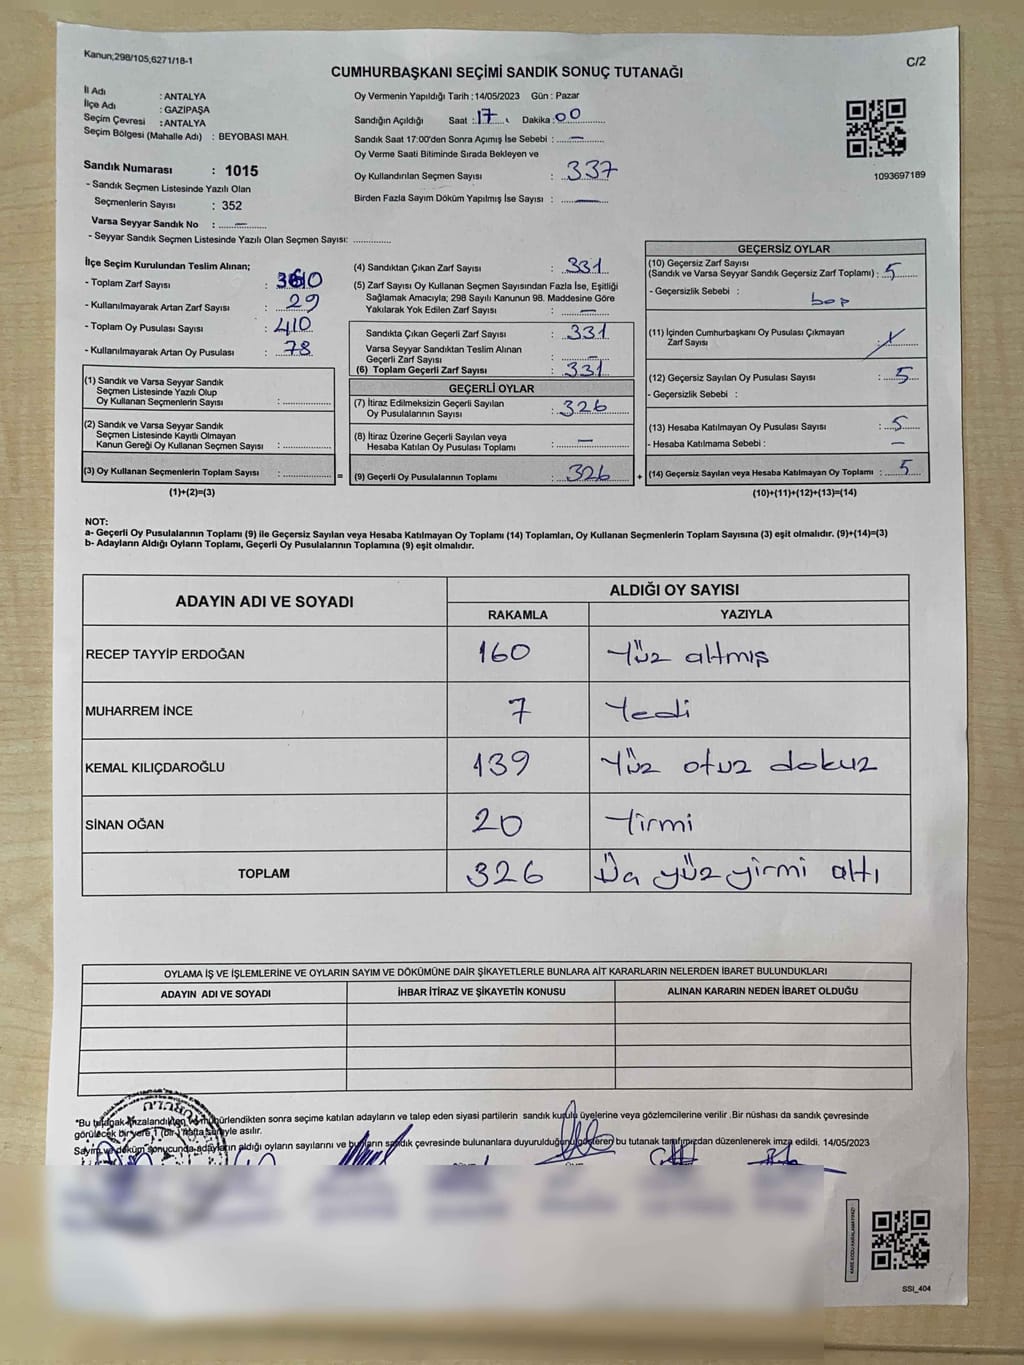 Kanun;298/105,6271/18-1
C/2
CUMHURBAŞKANI SEÇİMİ SANDIK SONUÇ TUTANAĞI
İl Adı : ANTALYA
İlçe Adı : GAZİPAŞA
Seçim Çevresi : ANTALYA
Seçim Bölgesi (Mahalle Adı) : BEYOBASI MAH.
Sandık Numarası : 1015
- Sandık Seçmen Listesinde Yazılı Olan
Seçmenlerin Sayısı : 352
Varsa Seyyar Sandık No : —
- Seyyar Sandık Seçmen Listesinde Yazılı Olan Seçmen Sayısı: ..............
Oy Vermenin Yapıldığı Tarih : 14/05/2023 Gün : Pazar
Sandığın Açıldığı Saat : 17 Dakika : 00
Sandık Saat 17:00'den Sonra Açımış İse Sebebi : —
Oy Verme Saati Bitiminde Sırada Bekleyen ve
Oy Kullandırılan Seçmen Sayısı : 337
Birden Fazla Sayım Döküm Yapılmış İse Sayısı : —
1093697189
İlçe Seçim Kurulundan Teslim Alınan;
- Toplam Zarf Sayısı :
- Kullanılmayarak Artan Zarf Sayısı : 29
- Toplam Oy Pusulası Sayısı : 410
- Kullanılmayarak Artan Oy Pusulası : 78
(1) Sandık ve Varsa Seyyar Sandık
Seçmen Listesinde Yazılı Olup
Oy Kullanan Seçmenlerin Sayısı :
(2) Sandık ve Varsa Seyyar Sandık
Seçmen Listesinde Kayıtlı Olmayan
Kanun Gereği Oy Kullanan Seçmen Sayısı :
(3) Oy Kullanan Seçmenlerin Toplam Sayısı : =
(1)+(2)=(3)
(4) Sandıktan Çıkan Zarf Sayısı : 331
(5) Zarf Sayısı Oy Kullanan Seçmen Sayısından Fazla İse, Eşitliği
Sağlamak Amacıyla; 298 Sayılı Kanunun 98. Maddesine Göre
Yakılarak Yok Edilen Zarf Sayısı : —
Sandıkta Çıkan Geçerli Zarf Sayısı : 331
Varsa Seyyar Sandıktan Teslim Alınan
Geçerli Zarf Sayısı : —
(6) Toplam Geçerli Zarf Sayısı : 331
GEÇERLİ OYLAR
(7) İtiraz Edilmeksizin Geçerli Sayılan
Oy Pusulalarının Sayısı : 326
(8) İtiraz Üzerine Geçerli Sayılan veya
Hesaba Katılan Oy Pusulaları Toplamı : —
(9) Geçerli Oy Pusulalarının Toplamı : 326 +
GEÇERSİZ OYLAR
(10) Geçersiz Zarf Sayısı
(Sandık ve Varsa Seyyar Sandık Geçersiz Zarf Toplamı) : 5
- Geçersizlik Sebebi :
(11) İçinden Cumhurbaşkanı Oy Pusulası Çıkmayan
Zarf Sayısı
(12) Geçersiz Sayılan Oy Pusulası Sayısı : 5
- Geçersizlik Sebebi :
(13) Hesaba Katılmayan Oy Pusulası Sayısı : 5
- Hesaba Katılmama Sebebi : —
(14) Geçersiz Sayılan veya Hesaba Katılmayan Oy Toplamı : 5
(10)+(11)+(12)+(13)=(14)
NOT:
a- Geçerli Oy Pusulalarının Toplamı (9) ile Geçersiz Sayılan veya Hesaba Katılmayan Oy Toplamı (14) Toplamları, Oy Kullanan Seçmenlerin Toplam Sayısına (3) eşit olmalıdır. (9)+(14)=(3)
b- Adayların Aldığı Oyların Toplamı, Geçerli Oy Pusulalarının Toplamına (9) eşit olmalıdır.
ADAYIN ADI VE SOYADI
ALDIĞI OY SAYISI
RAKAMLA YAZIYLA
RECEP TAYYİP ERDOĞAN 160 Yüz altmış
MUHARREM İNCE 7 Yedi
KEMAL KILIÇDAROĞLU 139 Yüz otuz dokuz
SİNAN OĞAN 20 Yirmi
TOPLAM 326 yüz yirmi altı
OYLAMA İŞ VE İŞLEMLERİNE VE OYLARIN SAYIM VE DÖKÜMÜNE DAİR ŞİKAYETLERLE BUNLARA AİT KARARLARIN NELERDEN İBARET BULUNDUKLARI
ADAYIN ADI VE SOYADI İHBAR İTİRAZ VE ŞİKAYETİN KONUSU ALINAN KARARIN NEDEN İBARET OLDUĞU
*Bu tutanak imzalandıktan ve mühürlendikten sonra seçime katılan adayların ve talep eden siyasi partilerin sandık kurulu üyelerine veya gözlemcilerine verilir .Bir nüshası da sandık çevresinde
görülecek bir yere 1 (bir) hafta süreyle asılır.
Sayım ve döküm sonucunda adayların aldığı oyların sayılarını ve bunların sandık çevresinde bulunanlara duyurulduğunu gösteren bu tutanak tarafımızdan düzenlenerek imza edildi. 14/05/2023
SSI_404